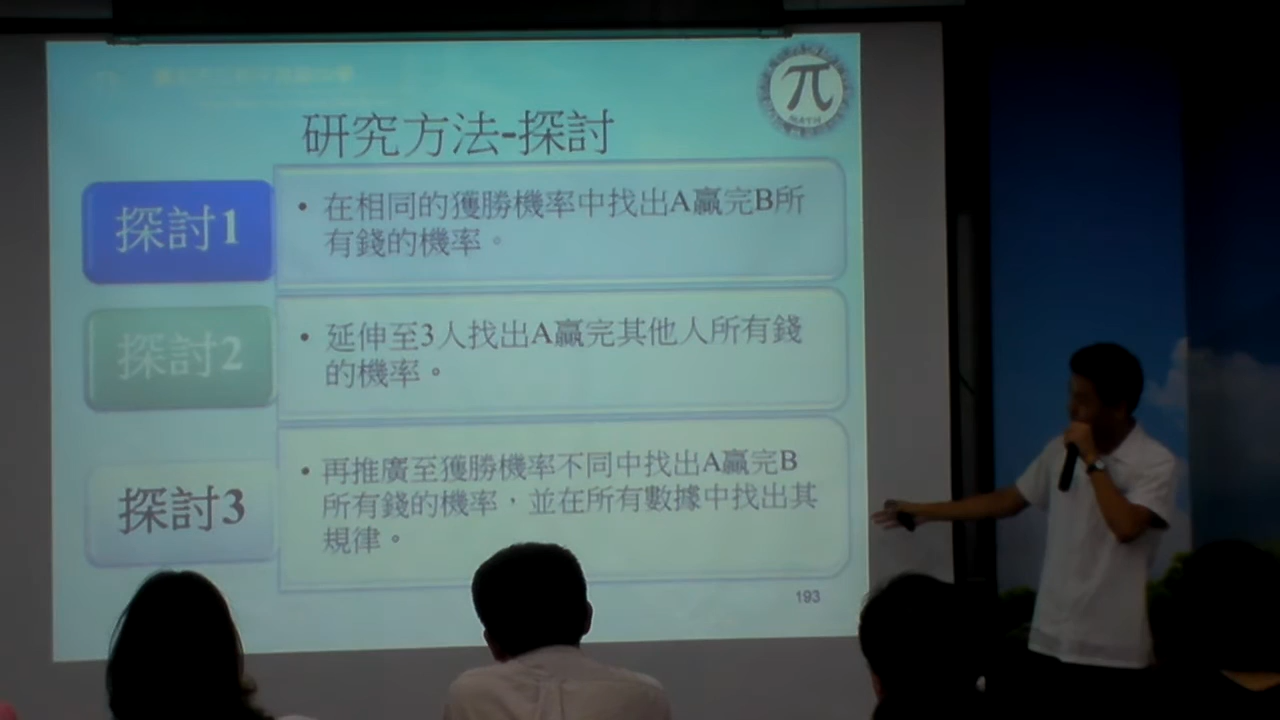 π
MATH
研究方法-探討
探討1
•在相同的獲勝機率中找出A贏完B所
有錢的機率。
探討2
•延伸至3人找出A贏完其他人所有錢
的機率。
探討3
•再推廣至獲勝機率不同中找出A贏完B
所有錢的機率，並在所有數據中找出其
規律。
193